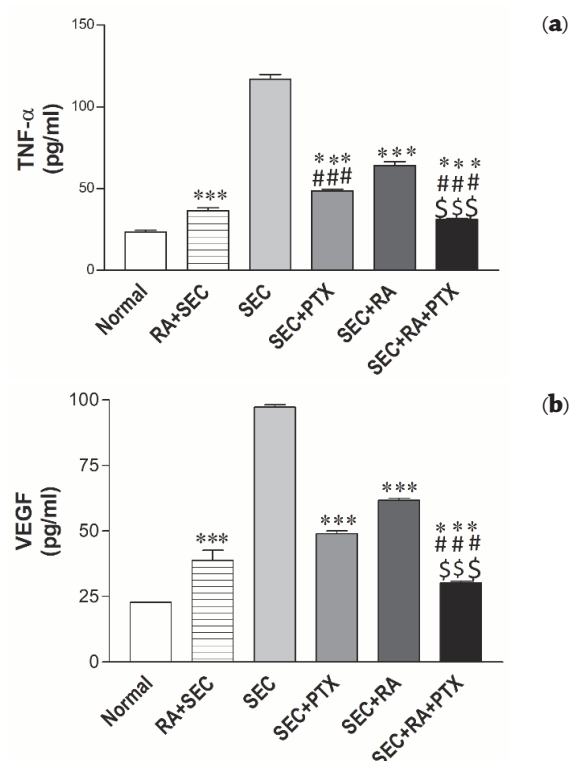 (a)
TNF-α
(pg/ml)
150
100
50
0
***
***
###
***
***
###
$$$
Normal
RA+SEC
SEC
SEC+PTX
SEC+RA
SEC+RA+PTX
(b)
VEGF
(pg/ml)
100
75
50
25
0
***
***
***
***
###
$$$
Normal
RA+SEC
SEC
SEC+PTX
SEC+RA
SEC+RA+PTX